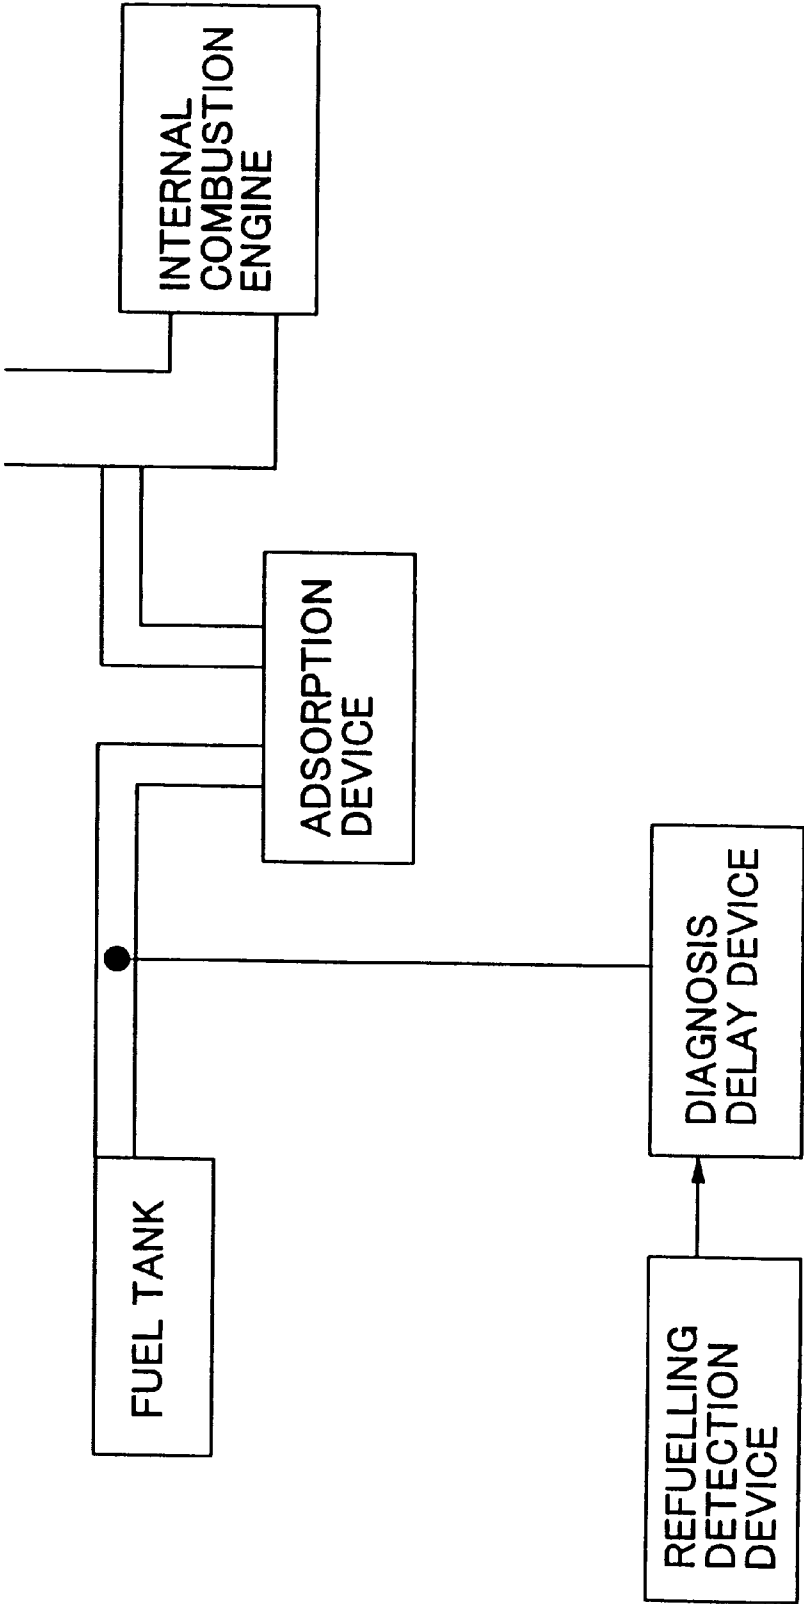 FUEL TANK
ADSORPTION
DEVICE
INTERNAL
COMBUSTION
ENGINE
REFUELLING
DETECTION
DEVICE
DIAGNOSIS
DELAY DEVICE